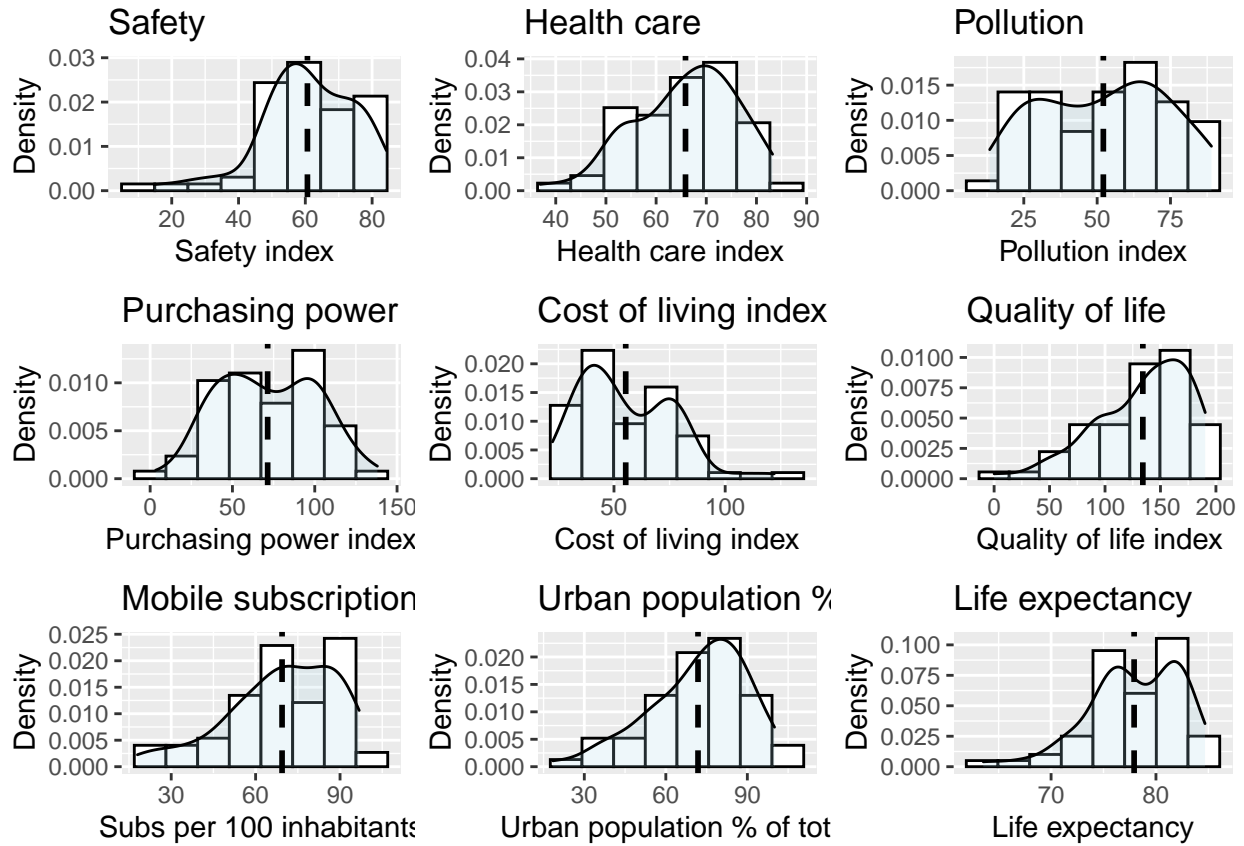 Safety
Health care
Pollution
0.03
0.02
0.01
0.00
Density
20 40 60 80
Safety index
0.04
0.03
0.02
0.01
0.00
Density
40 50 60 70 80 90
Health care index
0.015
0.010
0.005
0.000
Density
25 50 75
Pollution index
Purchasing power
Cost of living index
Quality of life
0.010
0.005
0.000
Density
0 50 100 150
Purchasing power index
0.020
0.015
0.010
0.005
0.000
Density
50 100
Cost of living index
0.0100
0.0075
0.0050
0.0025
0.0000
Density
0 50 100 150 200
Quality of life index
Mobile subscription
Urban population %
Life expectancy
0.025
0.020
0.015
0.010
0.005
0.000
Density
30 60 90
Subs per 100 inhabitants
0.020
0.015
0.010
0.005
0.000
Density
30 60 90
Urban population % of tot
0.100
0.075
0.050
0.025
0.000
Density
70 80
Life expectancy